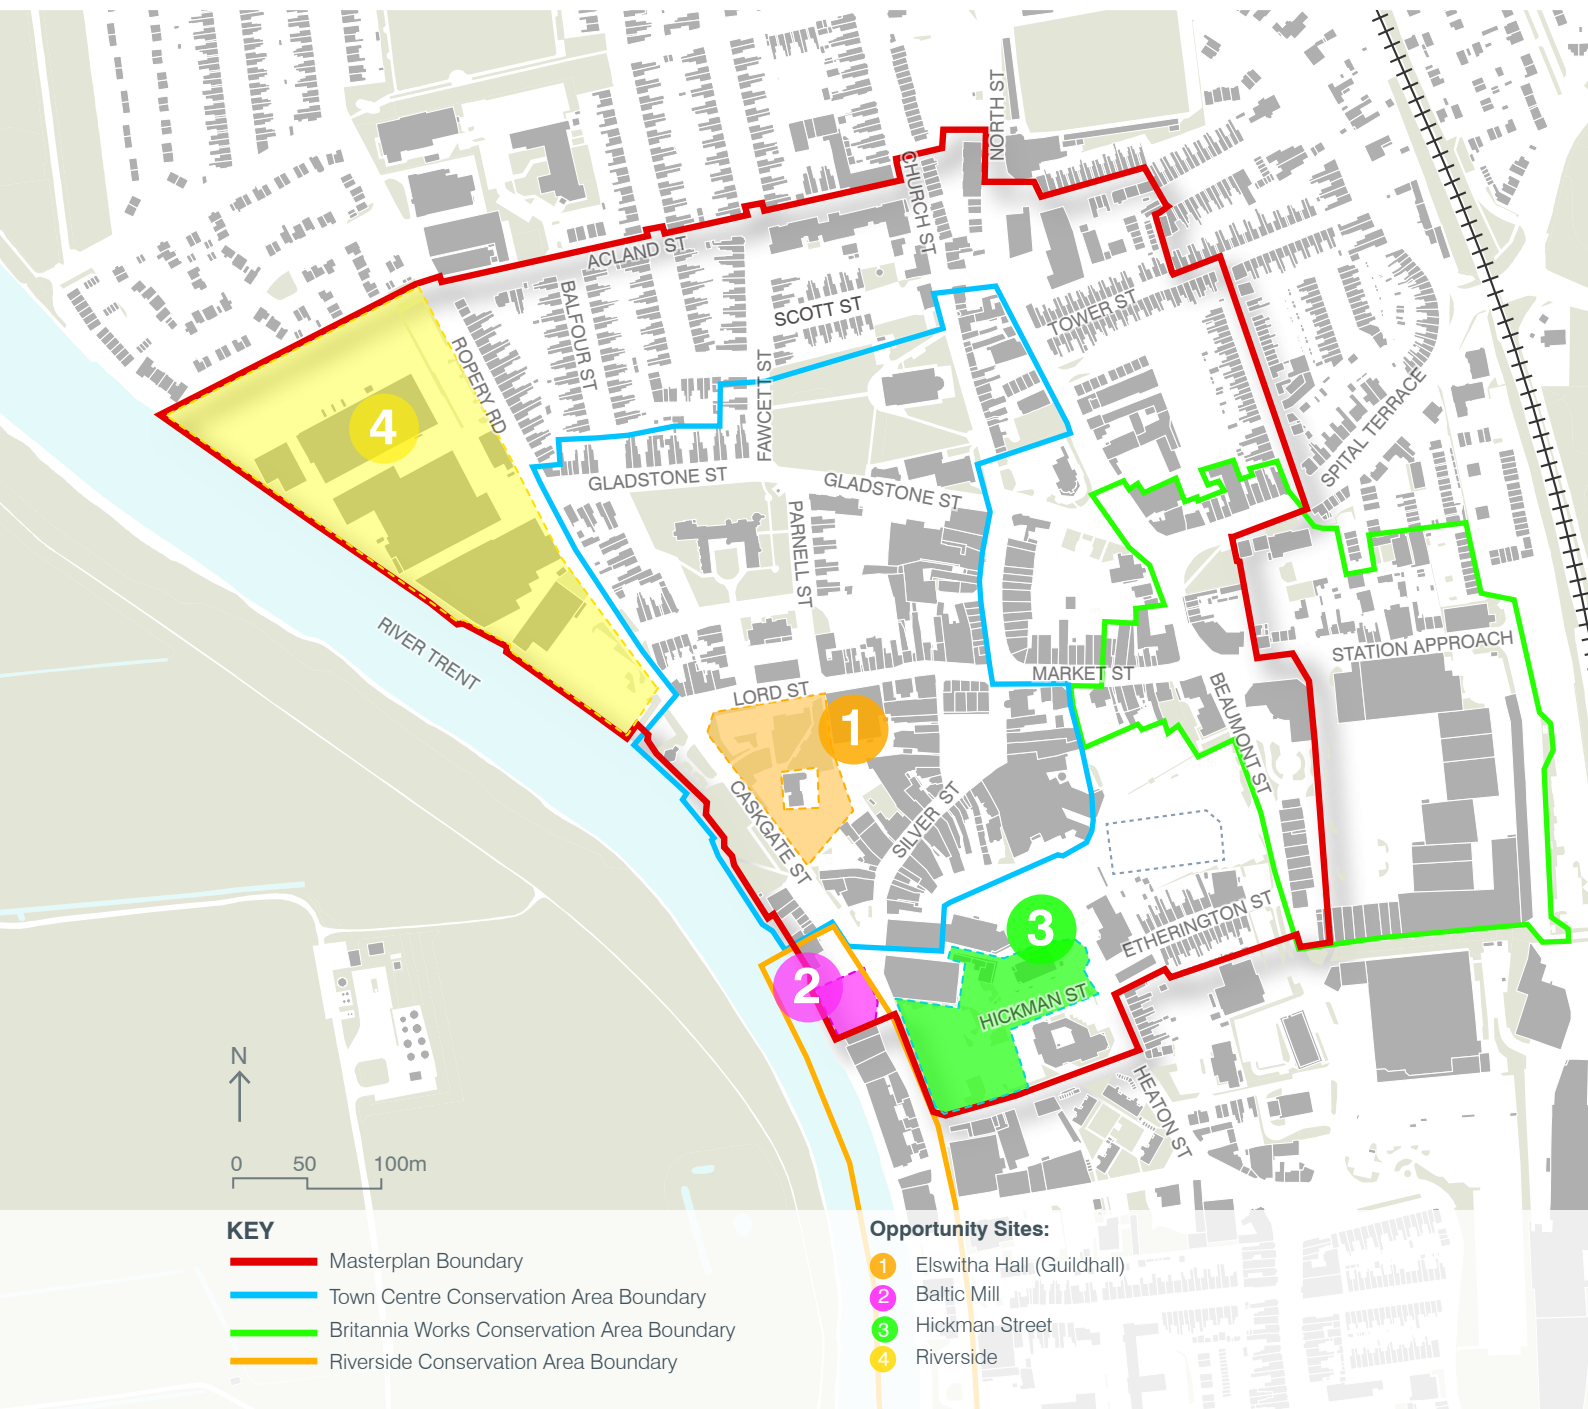 NORTH ST
CHURCH ST
ACLAND ST
BALFOUR ST
SCOTT ST
TOWER ST
ROPERY RD
FAWCETT ST
SPITAL TERRACE
4
GLADSTONE ST
GLADSTONE ST
PARNELL ST
RIVER TRENT
STATION APPROACH
MARKET ST
LORD ST
BEAUMONT ST
1
CASKGATE ST
SILVER ST
3
ETHERINGTON ST
2
HICKMAN ST
HEATON ST
N
0 50 100m
KEY
Masterplan Boundary
Town Centre Conservation Area Boundary
Britannia Works Conservation Area Boundary
Riverside Conservation Area Boundary
Opportunity Sites:
1 Elswitha Hall (Guildhall)
2 Baltic Mill
3 Hickman Street
4 Riverside